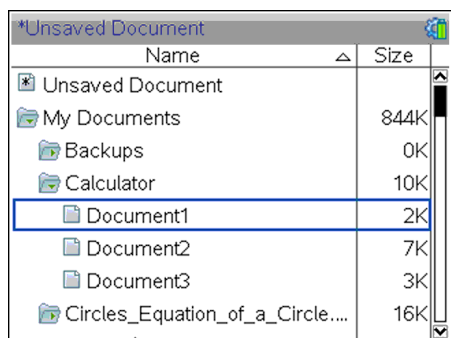 *Unsaved Document
Name Size
Unsaved Document
My Documents 844K
Backups 0K
Calculator 10K
Document1 2K
Document2 7K
Document3 3K
Circles_Equation_of_a_Circle.... 16K